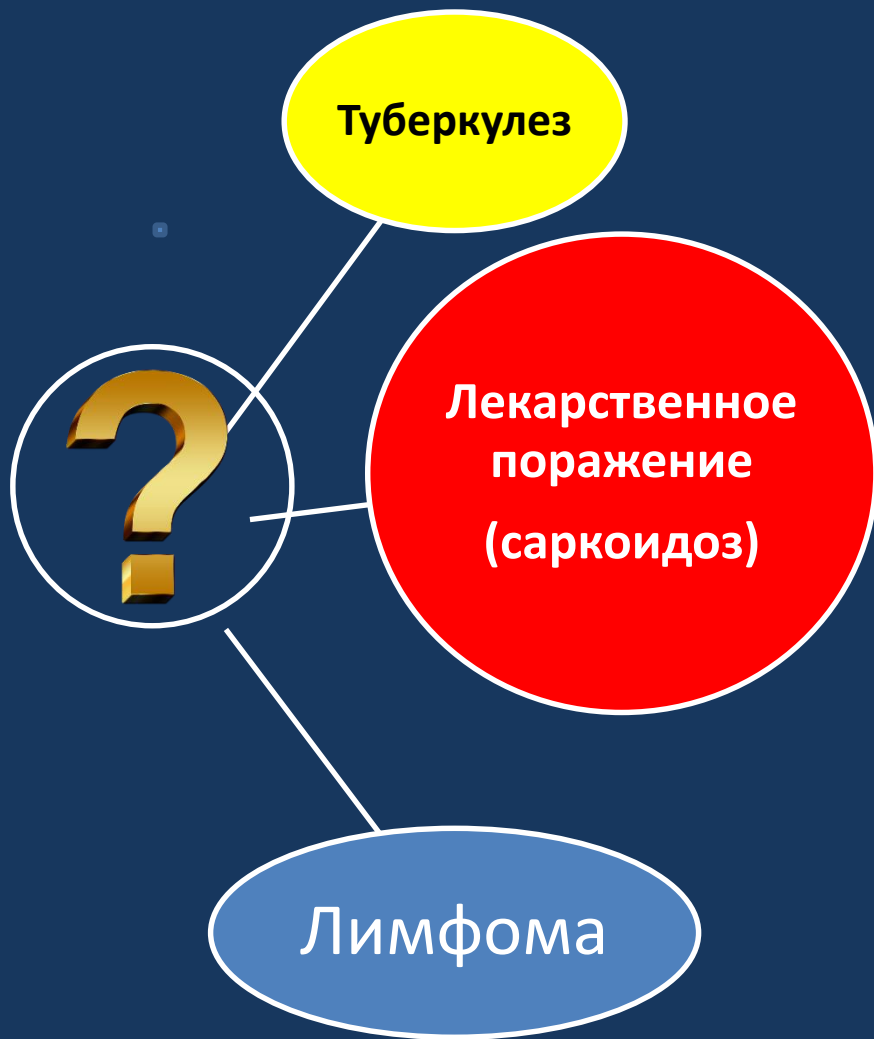 Туберкулез
Лекарственное
поражение
(саркоидоз)
?
Лимфома